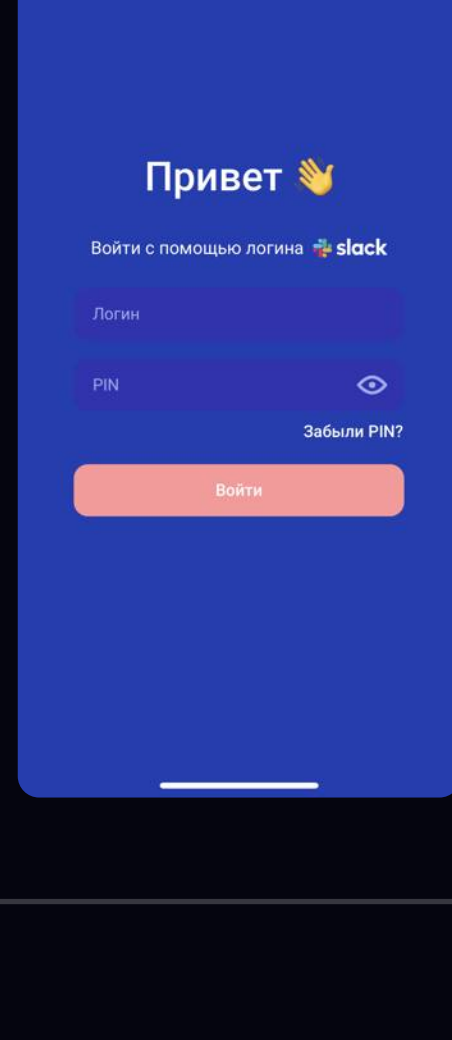 Привет 👋
Войти с помощью логина slack
Логин
PIN
Забыли PIN?
Войти